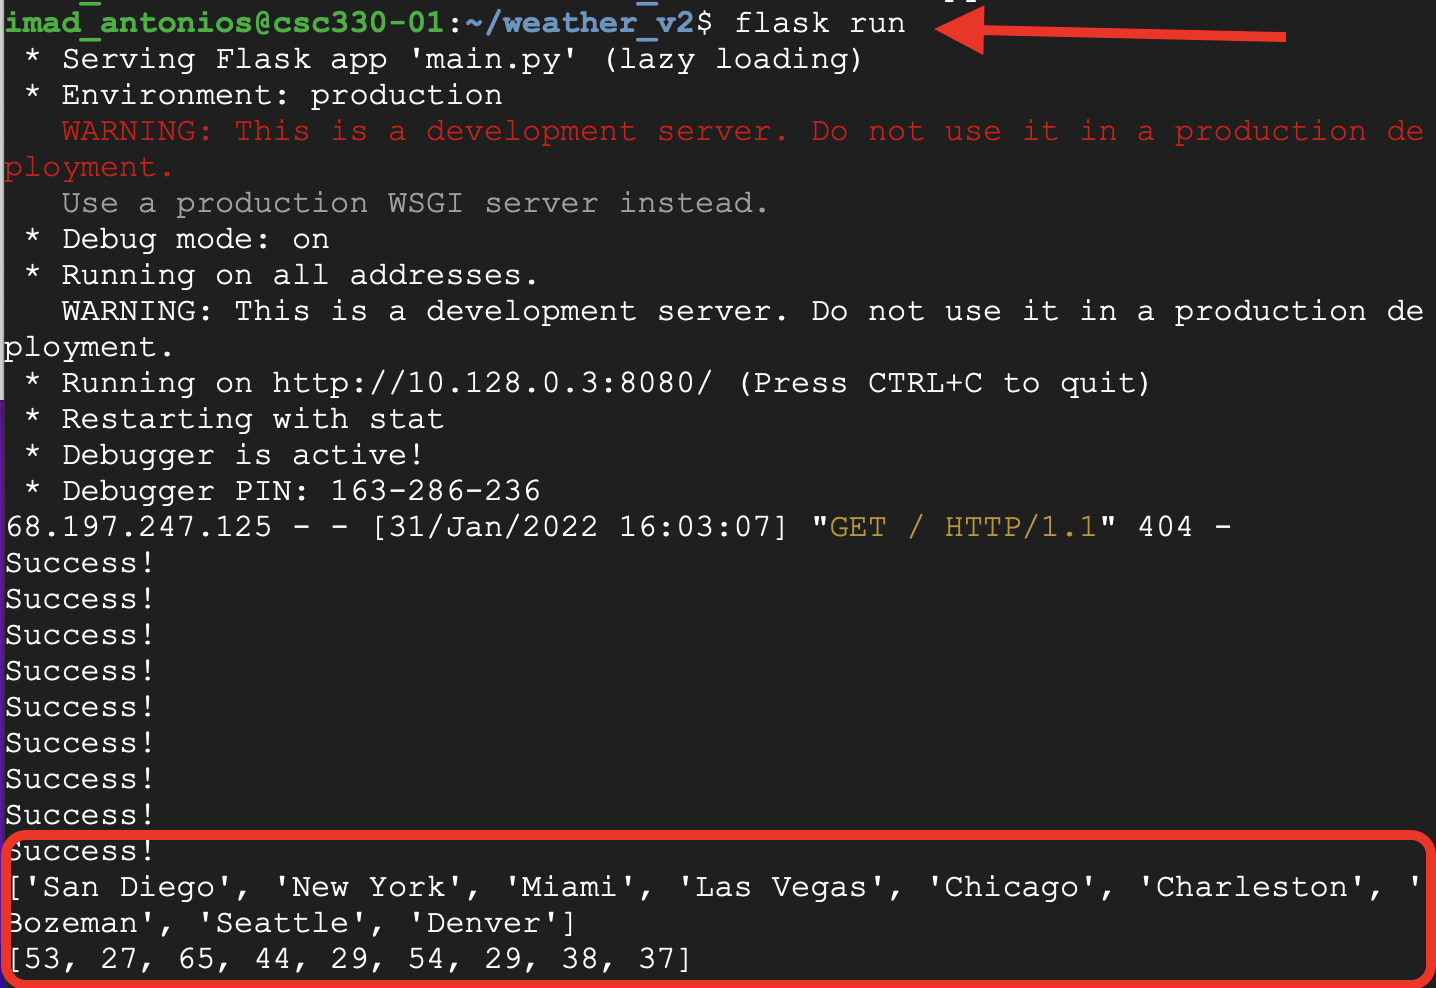 imad_antonios@csc330-01:~/weather_v2$ flask run
 * Serving Flask app 'main.py' (lazy loading)
 * Environment: production
   WARNING: This is a development server. Do not use it in a production de
ployment.
   Use a production WSGI server instead.
 * Debug mode: on
 * Running on all addresses.
   WARNING: This is a development server. Do not use it in a production de
ployment.
 * Running on http://10.128.0.3:8080/ (Press CTRL+C to quit)
 * Restarting with stat
 * Debugger is active!
 * Debugger PIN: 163-286-236
68.197.247.125 - - [31/Jan/2022 16:03:07] "GET / HTTP/1.1" 404 -
Success!
Success!
Success!
Success!
Success!
Success!
Success!
Success!
Success!
['San Diego', 'New York', 'Miami', 'Las Vegas', 'Chicago', 'Charleston', '
Bozeman', 'Seattle', 'Denver']
[53, 27, 65, 44, 29, 54, 29, 38, 37]